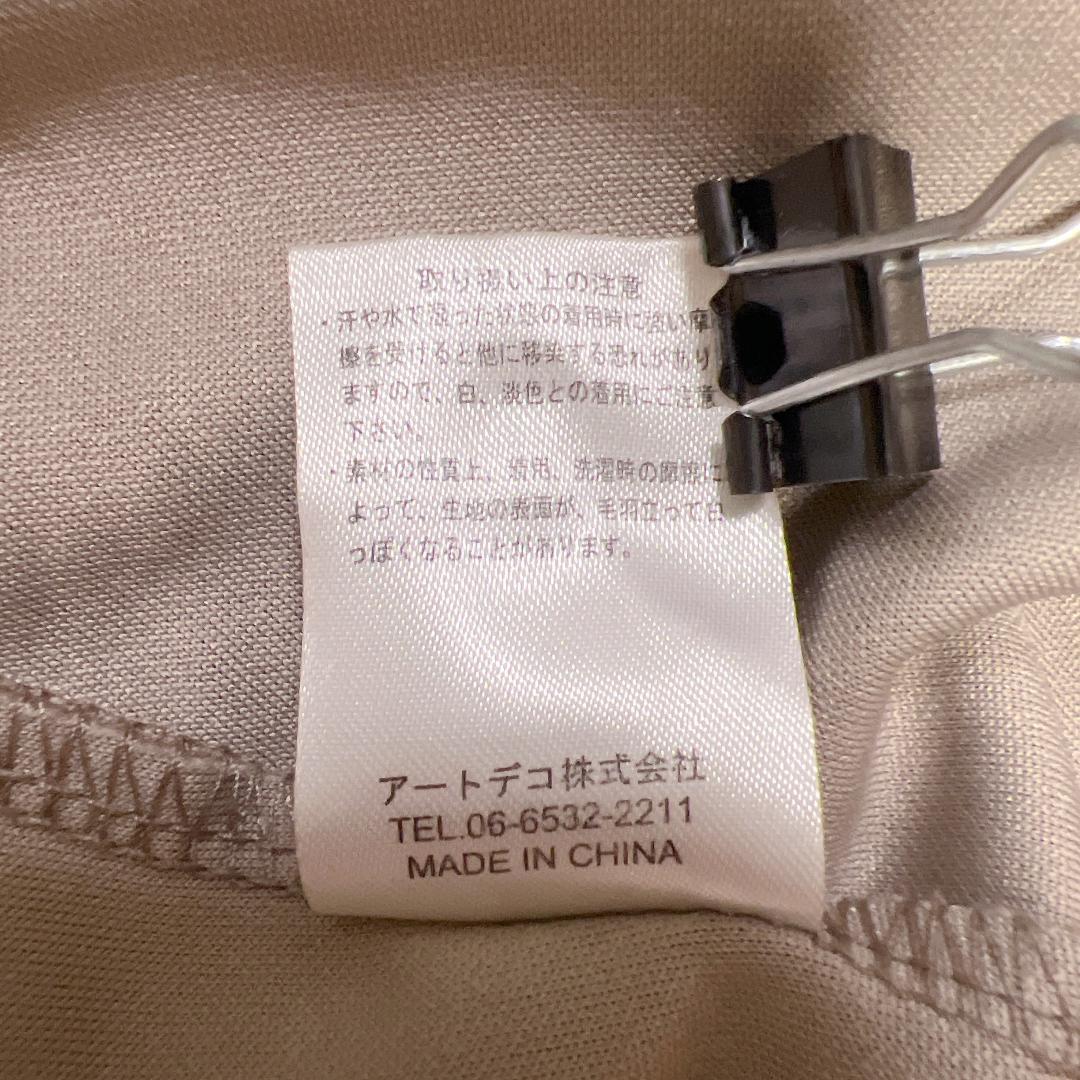 取り扱い上の注意
・汗や水で湿った状態の着用時に強い摩
擦を受けると他に移染する恐れがあり
ますので、白、淡色との着用にご注意
下さい。
・素材の性質上、着用、洗濯時の摩擦に
よって、生地の表面が、毛羽立って白
っぽくなることがあります。
アートデコ株式会社
TEL.06-6532-2211
MADE IN CHINA